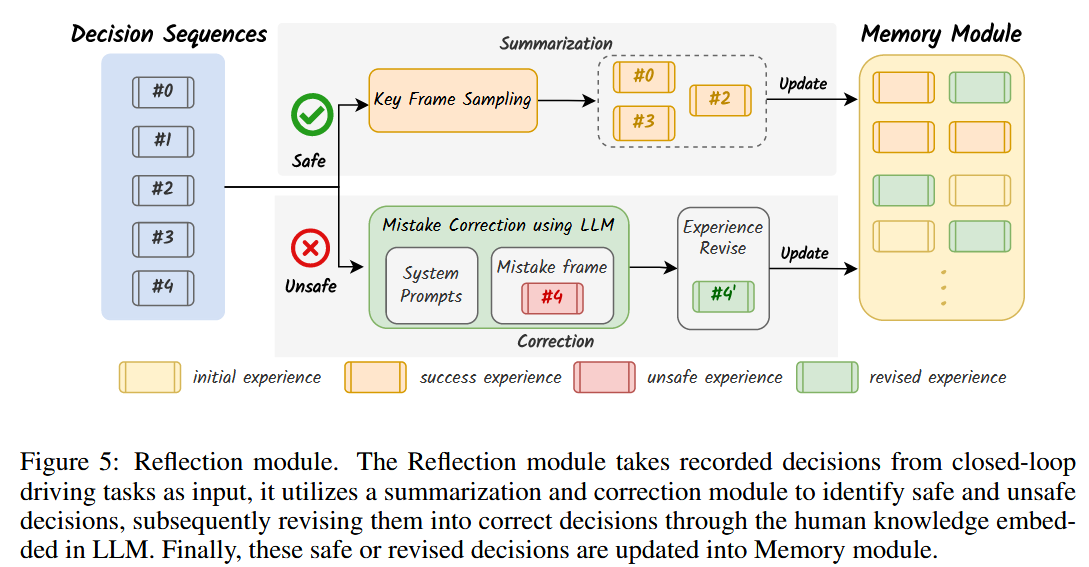 Decision Sequences
#0
#1
#2
#3
#4
Safe
Unsafe
Summarization
Key Frame Sampling
#0
#2
#3
Update
Mistake Correction using LLM
System
Prompts
Mistake frame
#4
Experience
Revise
#4'
Correction
Update
Memory Module
initial experience
success experience
unsafe experience
revised experience
Figure 5: Reflection module. The Reflection module takes recorded decisions from closed-loop
driving tasks as input, it utilizes a summarization and correction module to identify safe and unsafe
decisions, subsequently revising them into correct decisions through the human knowledge embed-
ded in LLM. Finally, these safe or revised decisions are updated into Memory module.